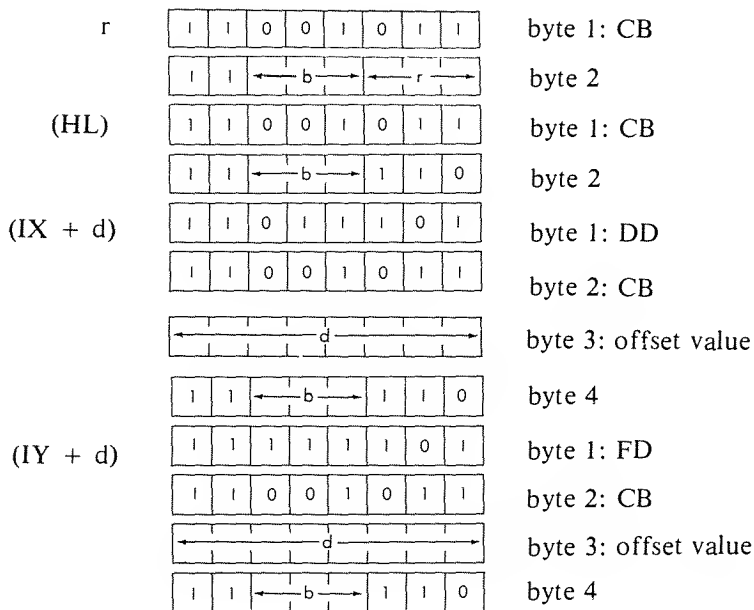 r 1 1 0 0 1 0 1 1 byte 1: CB
1 1 b r byte 2
(HL) 1 1 0 0 1 0 1 1 byte 1: CB
1 1 b 1 1 0 byte 2
(IX + d) 1 1 0 1 1 1 0 1 byte 1: DD
1 1 0 0 1 0 1 1 byte 2: CB
d byte 3: offset value
1 1 b 1 1 0 byte 4
(IY + d) 1 1 1 1 1 1 0 1 byte 1: FD
1 1 0 0 1 0 1 1 byte 2: CB
d byte 3: offset value
1 1 b 1 1 0 byte 4